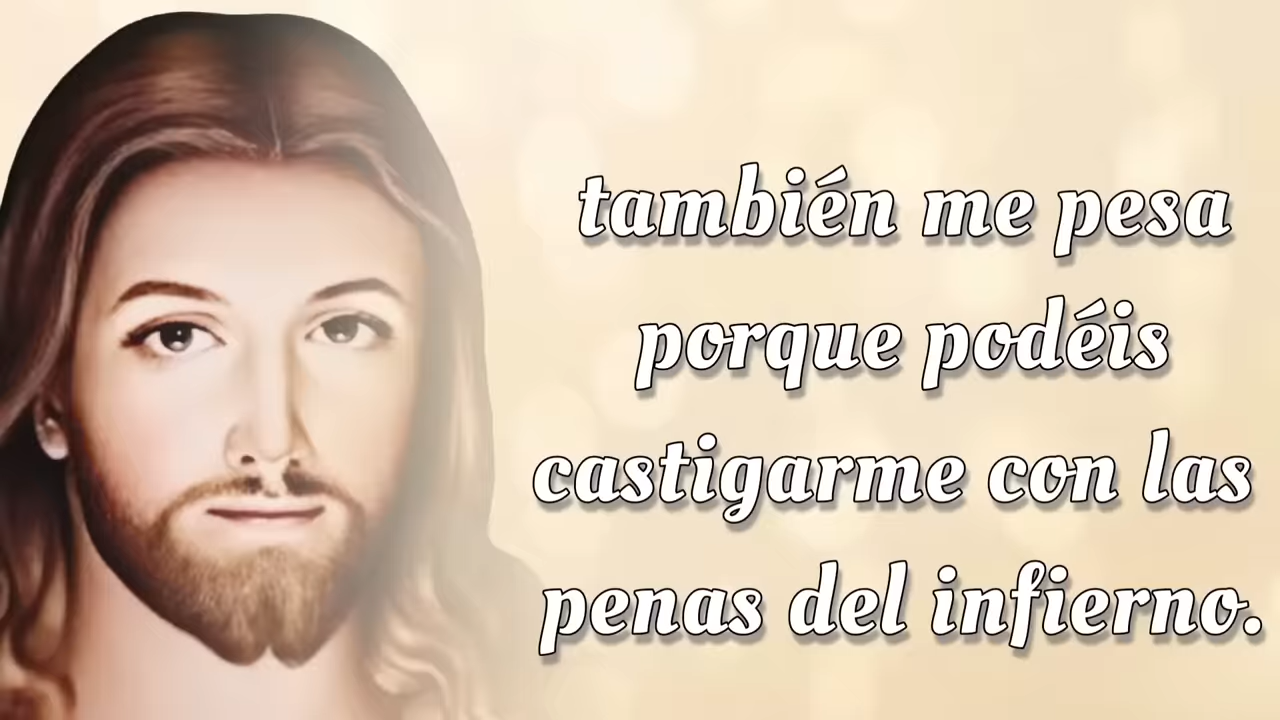 también me pesa
porque podéis
castigarme con las
penas del infierno.